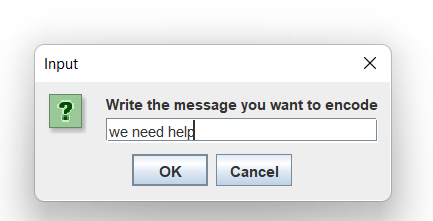 Input
Write the message you want to encode
we need help
OK
Cancel